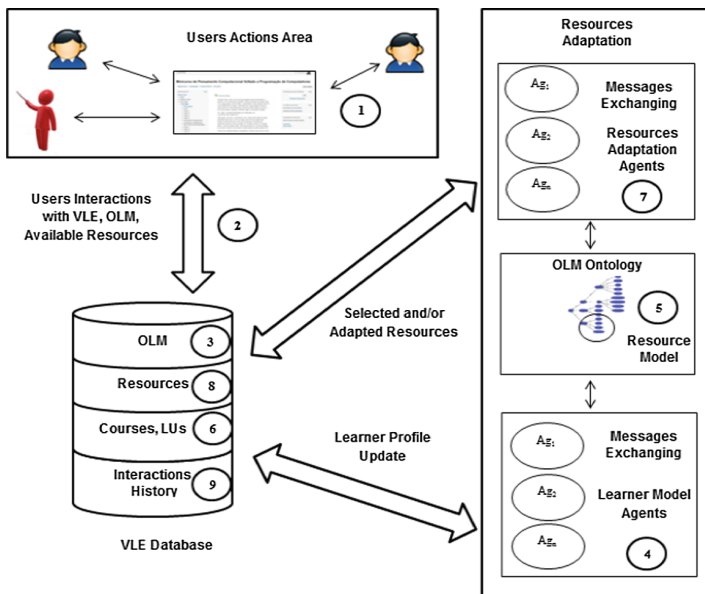 Users Actions Area
1
Users Interactions
with VLE, OLM,
Available Resources
2
OLM
3
Resources
8
Courses, LUs
6
Interactions
History
9
VLE Database
Selected and/or
Adapted Resources
Learner Profile
Update
Resources
Adaptation
Ag1
Ag2
Agn
Messages
Exchanging
Resources
Adaptation
Agents
7
OLM Ontology
5
Resource
Model
Ag1
Ag2
Agn
Messages
Exchanging
Learner Model
Agents
4